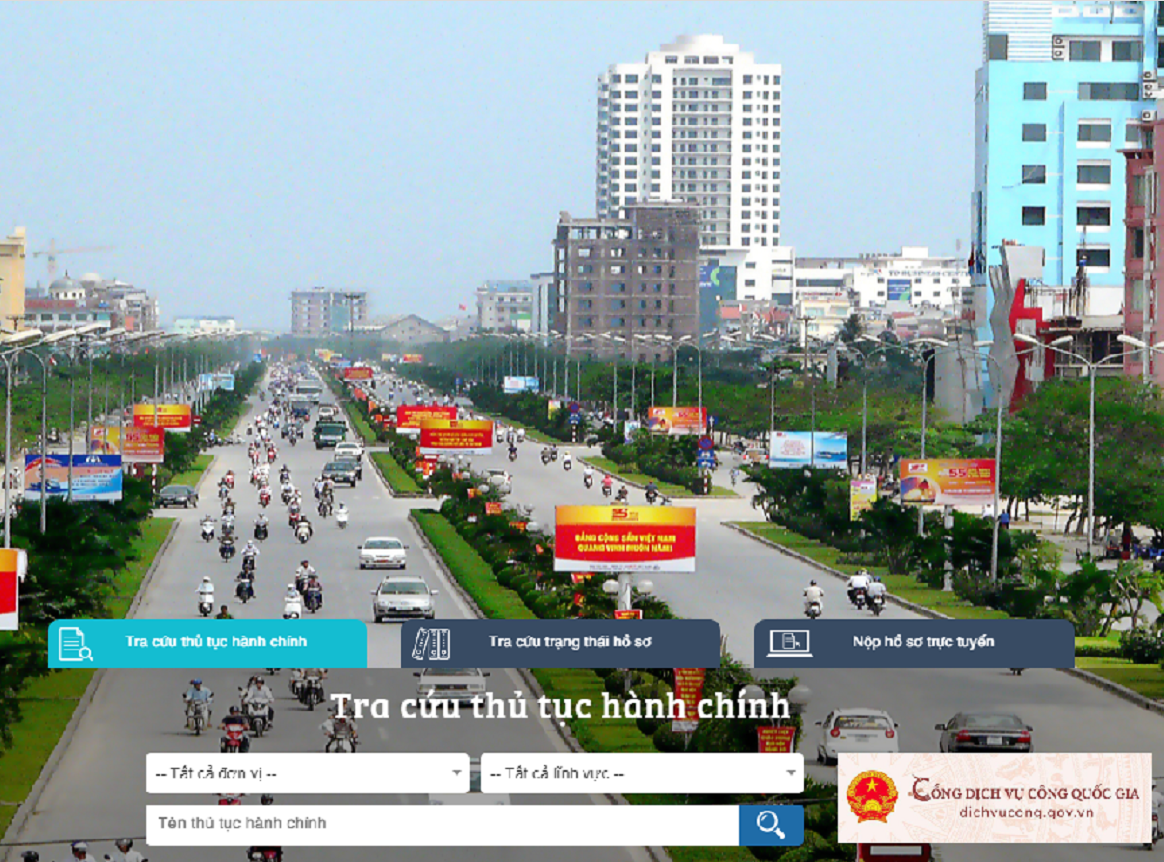 ĐẢNG CỘNG SẢN VIỆT NAM
QUANG VINH MUÔN NĂM!
Tra cứu thủ tục hành chính
Tra cứu trạng thái hồ sơ
Nộp hồ sơ trực tuyến
Tra cứu thủ tục hành chính
-- Tất cả đơn vị --
-- Tất cả lĩnh vực --
Tên thủ tục hành chính
CỔNG DỊCH VỤ CÔNG QUỐC GIA
dichvucong.gov.vn